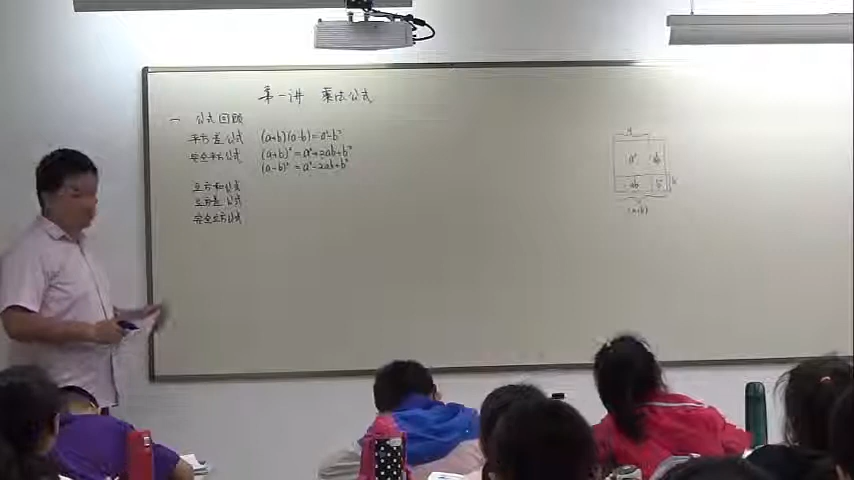 第一讲 乘法公式
一 公式回顾
平方差公式 (a+b)(a-b)=a²-b²
完全平方公式 (a+b)²=a²+2ab+b²
(a-b)²=a²-2ab+b²
立方和公式
立方差公式
完全立方公式
a
a² ab
ab b² b
(a+b)